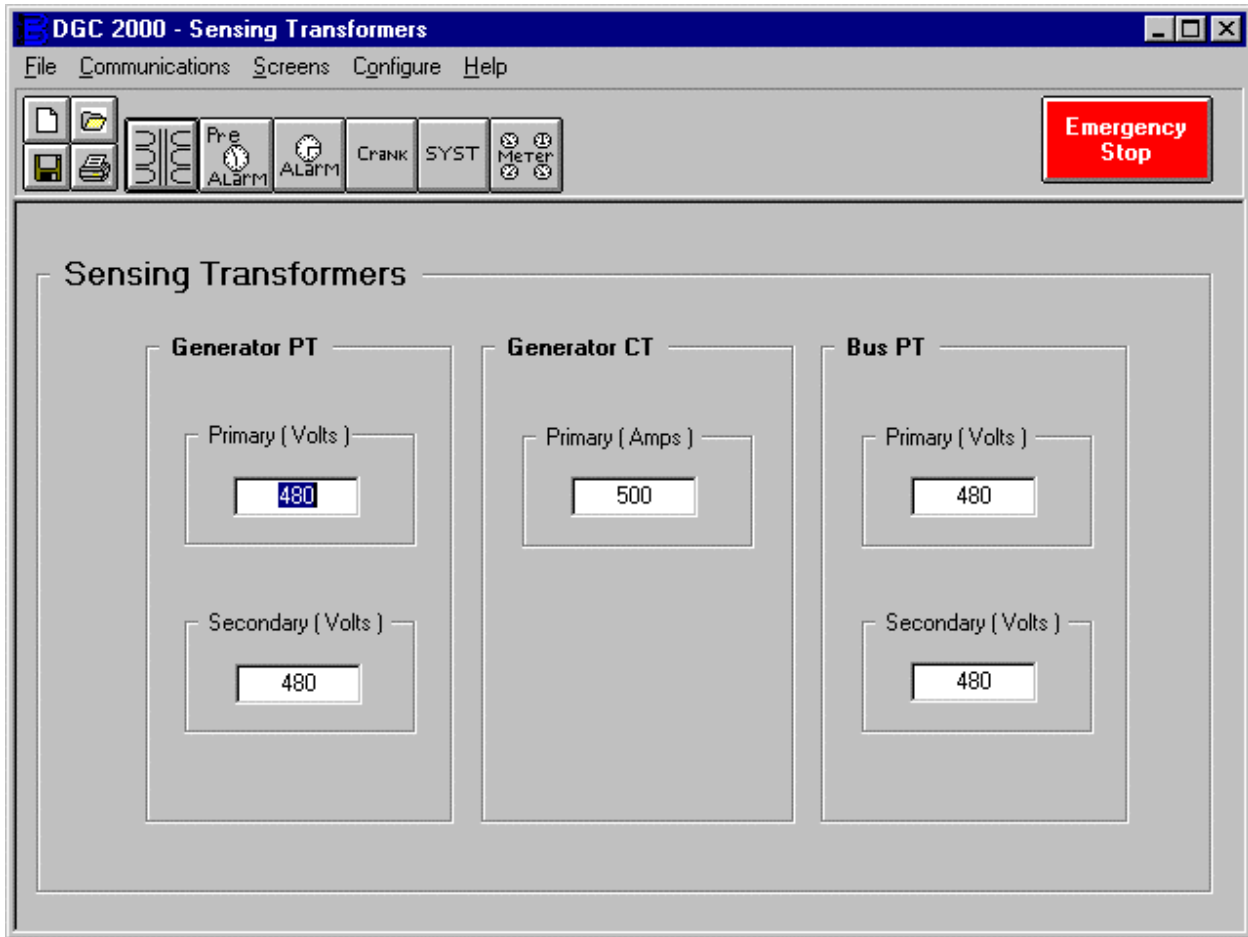 DGC 2000 - Sensing Transformers
File Communications Screens Configure Help
Pre ALarm
ALarm
Crank
SYST
Meter
Emergency
Stop
Sensing Transformers
Generator PT
Generator CT
Bus PT
Primary ( Volts )
Primary ( Amps )
Primary ( Volts )
480
500
480
Secondary ( Volts )
Secondary ( Volts )
480
480